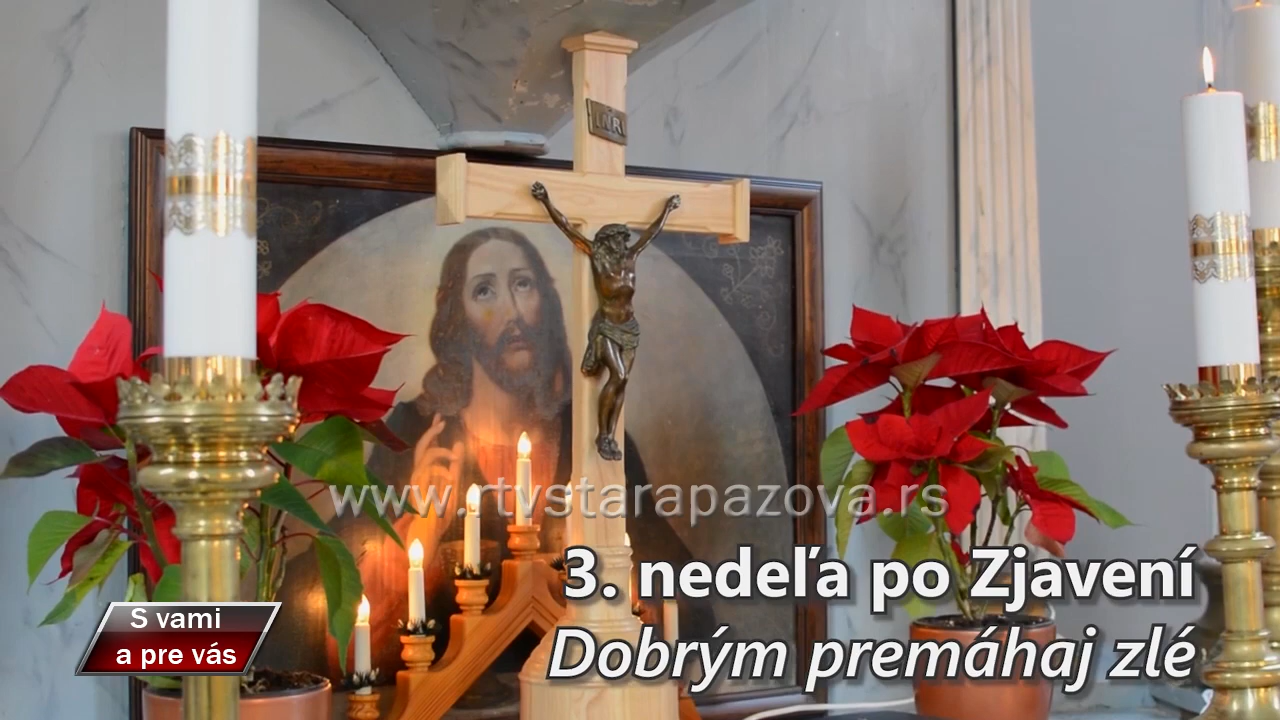 INRI
www.rtvstarapazova.rs
3. nedeľa po Zjavení
Dobrým premáhaj zlé
S vami
a pre vás